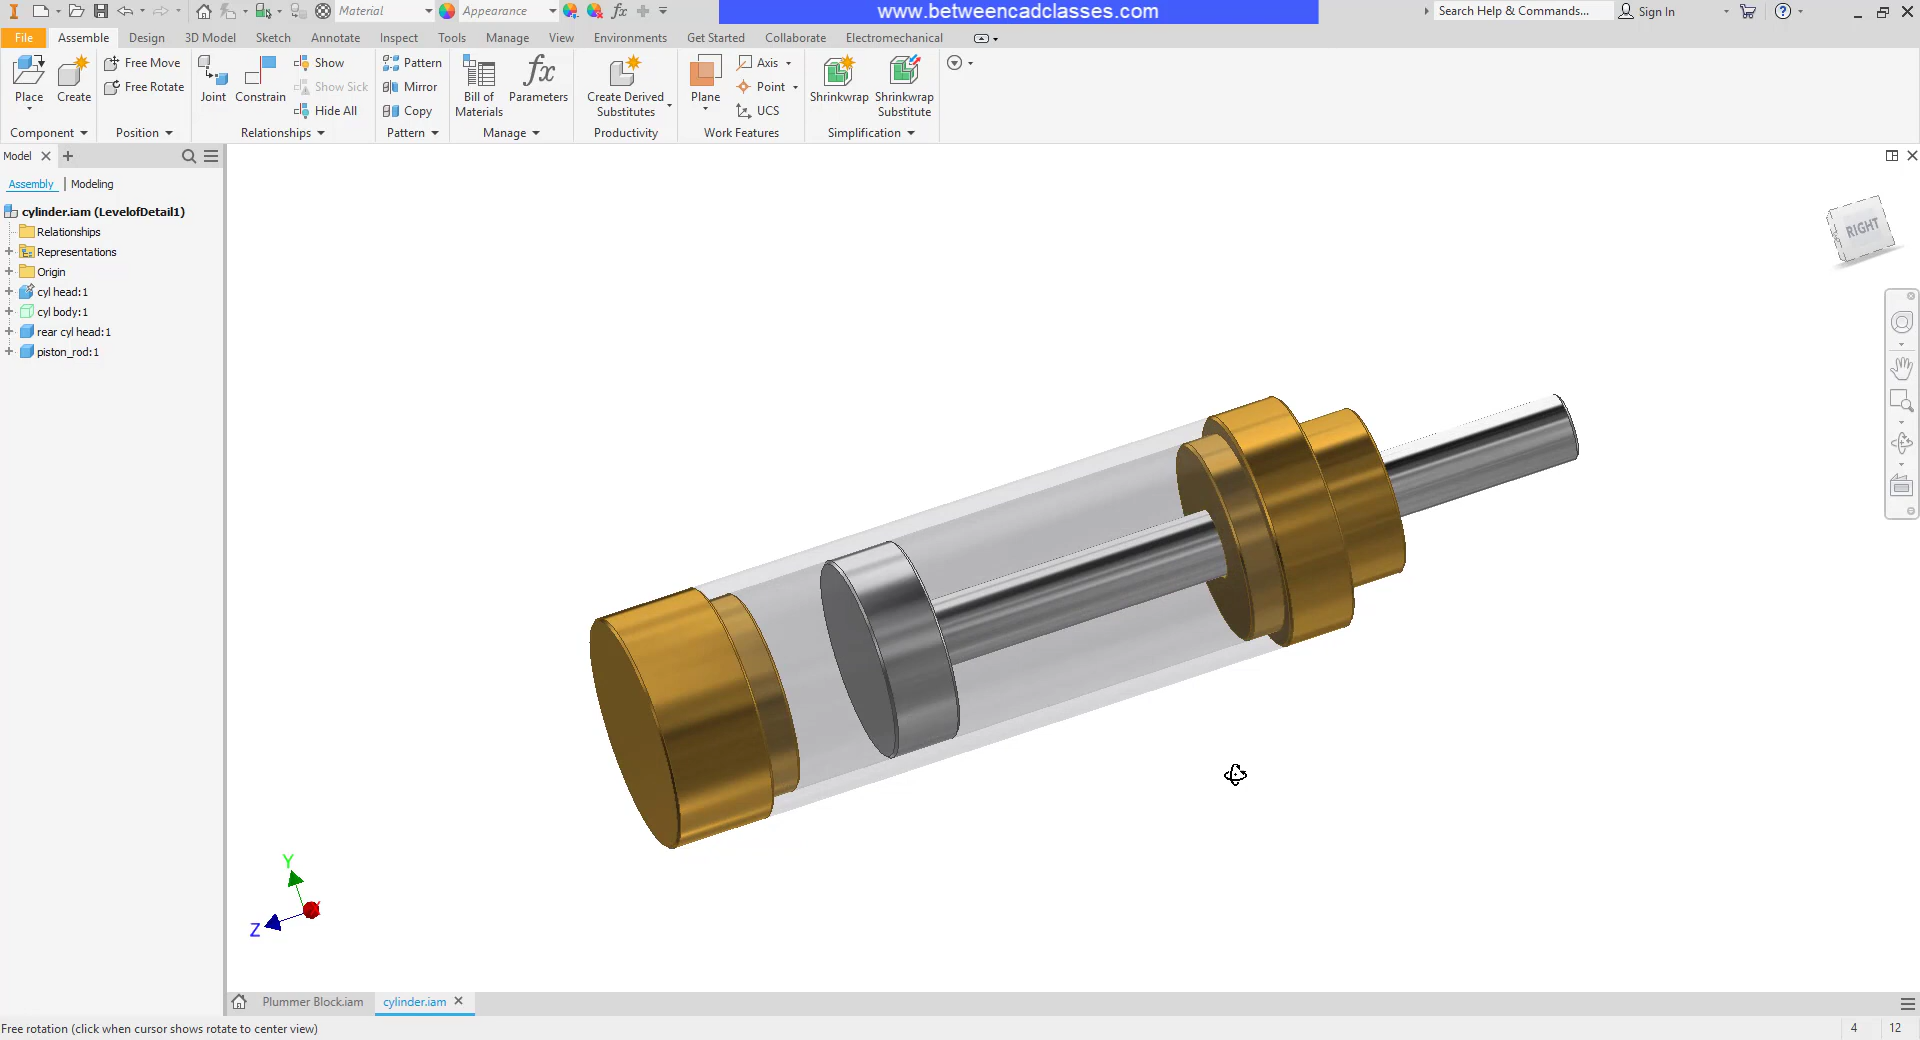 Material
Appearance
fx
www.betweencadclasses.com
Search Help & Commands...
Sign In
File
Assemble
Design
3D Model
Sketch
Annotate
Inspect
Tools
Manage
View
Environments
Get Started
Collaborate
Electromechanical
Place
Create
Free Move
Free Rotate
Joint
Constrain
Show
Show Sick
Hide All
Pattern
Mirror
Copy
Bill of
Materials
fx
Parameters
Create Derived
Substitutes
Plane
Axis
Point
UCS
Shrinkwrap
Shrinkwrap
Substitute
Component
Position
Relationships
Pattern
Manage
Productivity
Work Features
Simplification
Model
Assembly
Modeling
cylinder.iam (LevelofDetail1)
Relationships
Representations
Origin
cyl head:1
cyl body:1
rear cyl head:1
piston_rod:1
RIGHT
Y
Z
Plummer Block.iam
cylinder.iam
Free rotation (click when cursor shows rotate to center view)
4
12